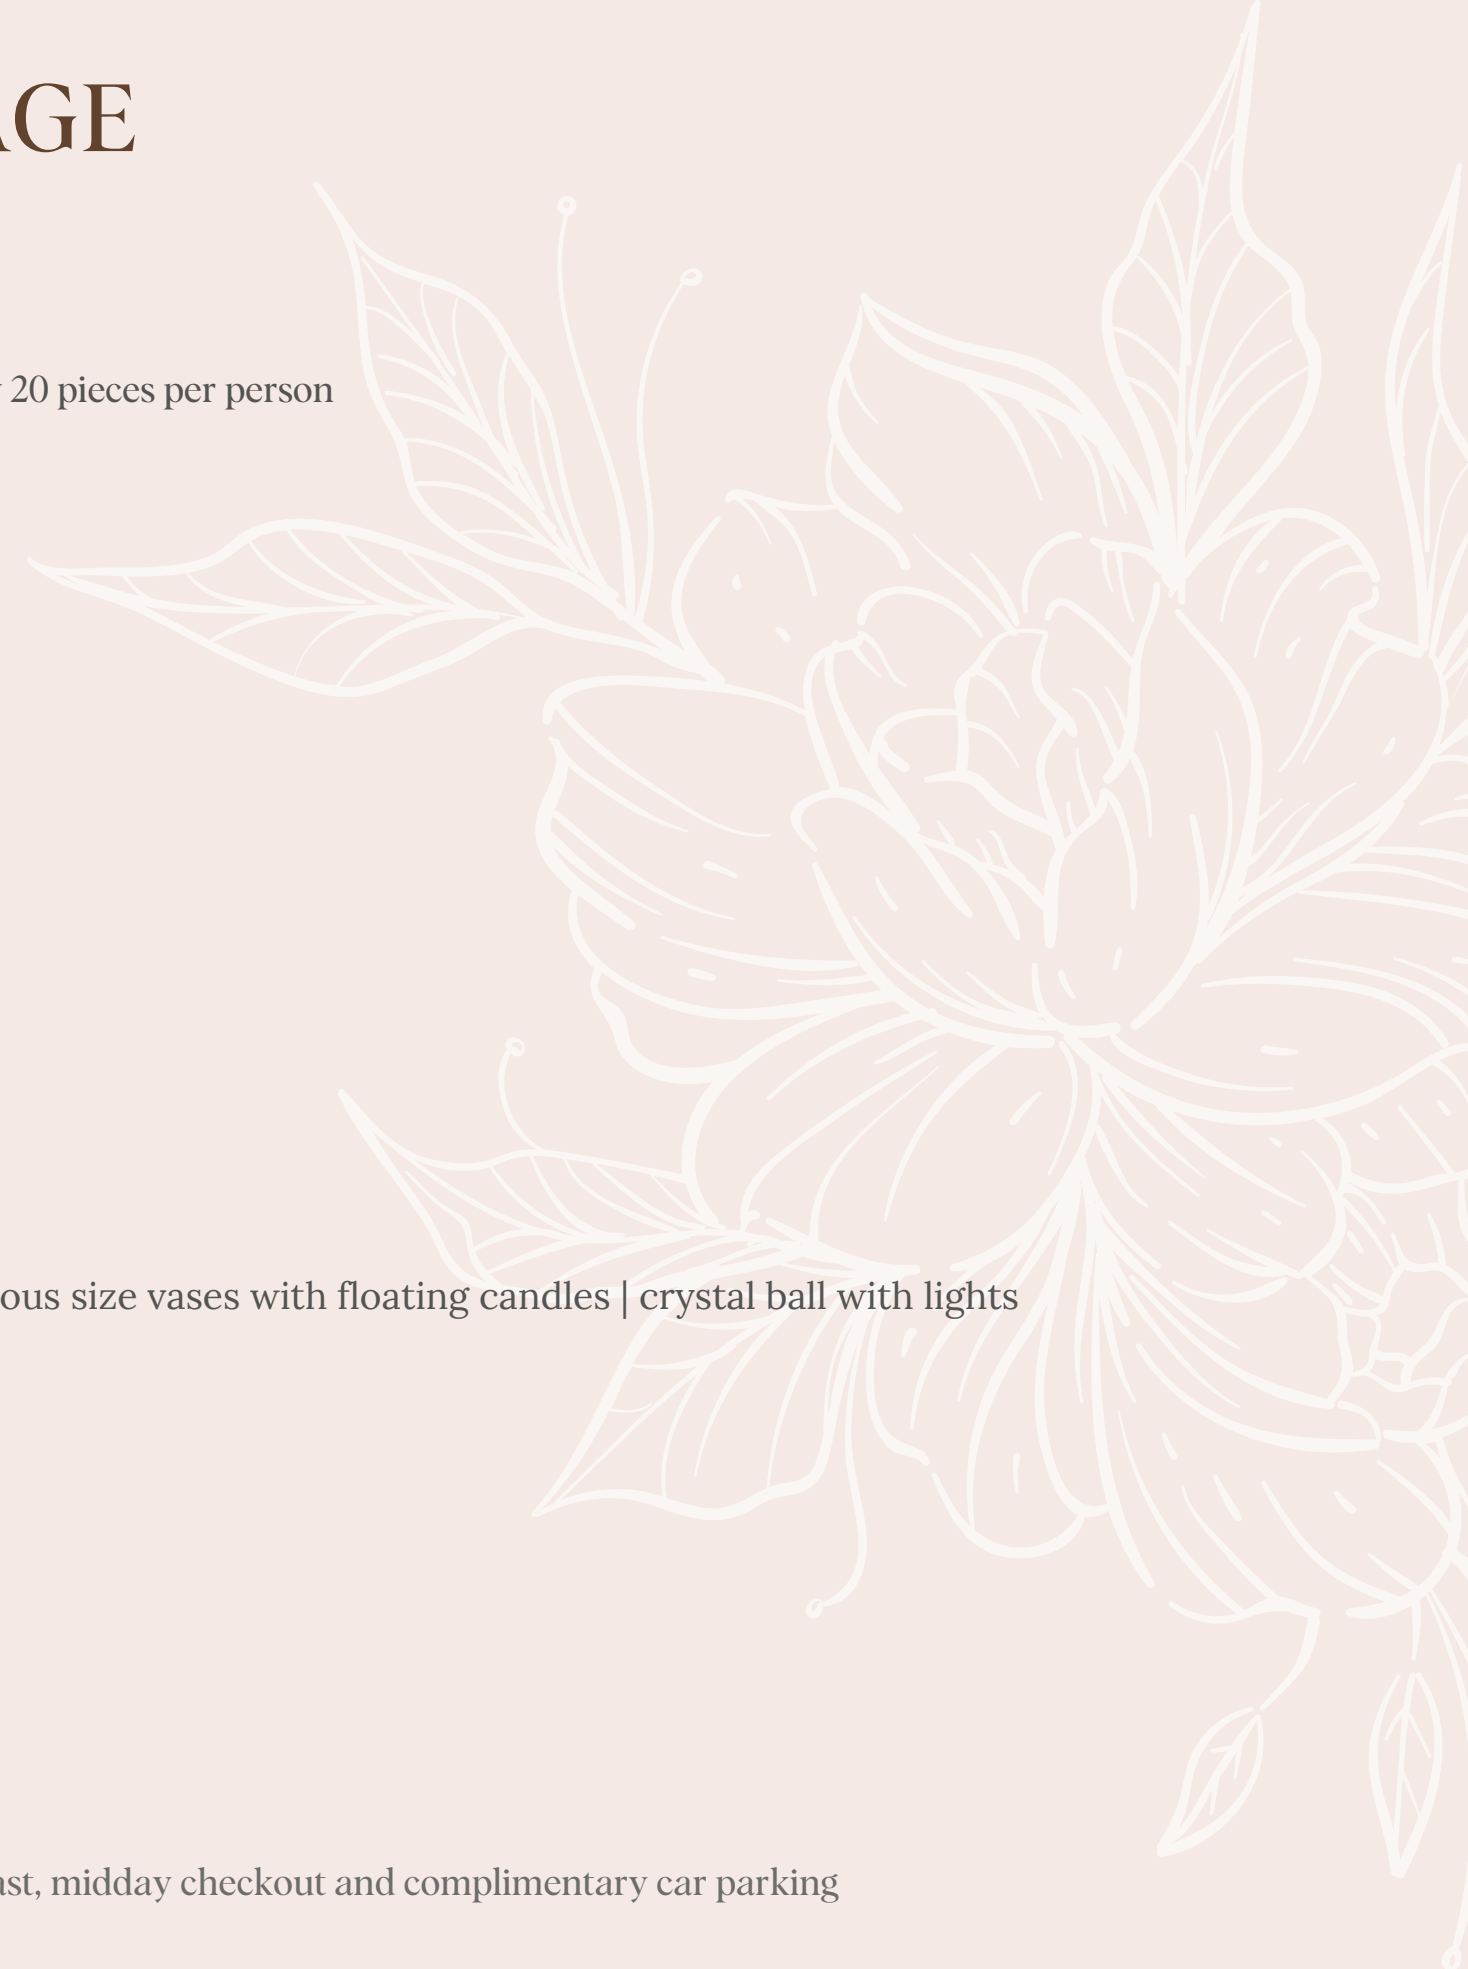 AGE
20 pieces per person
ous size vases with floating candles | crystal ball with lights
ast, midday checkout and complimentary car parking